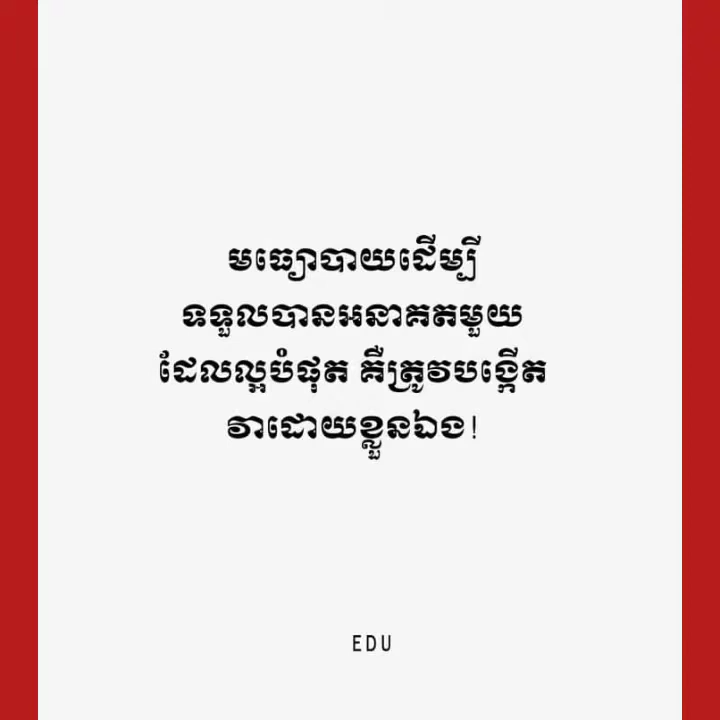 មធ្យោបាយដើម្បី
ទទួលបានអនាគតមួយ
ដែលល្អបំផុត គឺត្រូវបង្កើត
វាដោយខ្លួនឯង!
EDU